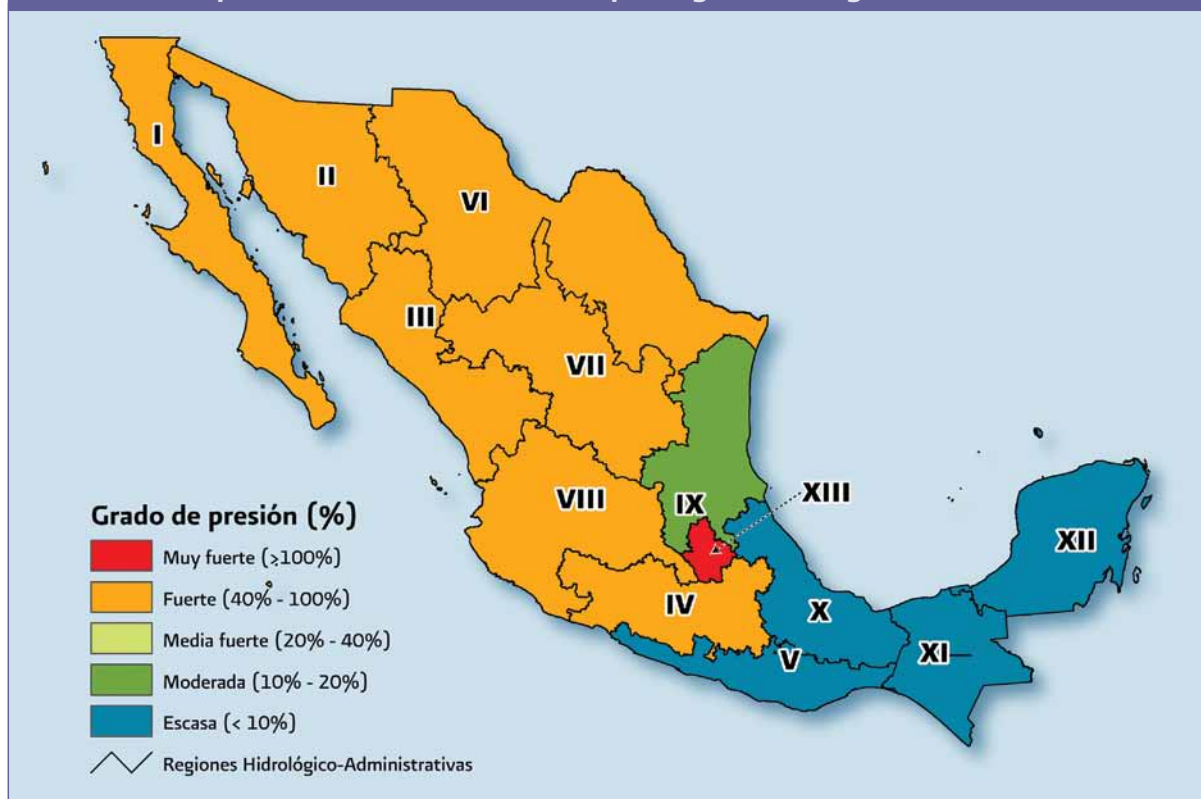 I
II
VI
III
VII
XIII
VIII
IX
XII
IV
X
V
XI
Grado de presión (%)
Muy fuerte (≥100%)
Fuerte (40% - 100%)
Media fuerte (20% - 40%)
Moderada (10% - 20%)
Escasa (< 10%)
Regiones Hidrológico-Administrativas